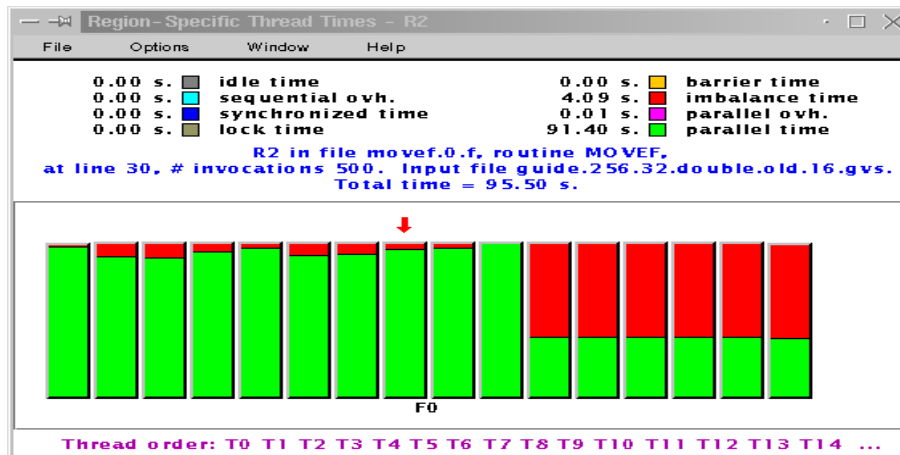 Region-Specific Thread Times - R2
File Options Window Help
0.00 s. idle time 0.00 s. barrier time
0.00 s. sequential ovh. 4.09 s. imbalance time
0.00 s. synchronized time 0.01 s. parallel ovh.
0.00 s. lock time 91.40 s. parallel time
R2 in file movef.0.f, routine MOVEF,
at line 30, # invocations 500. Input file guide.256.32.double.old.16.gvs.
Total time = 95.50 s.
F0
Thread order: T0 T1 T2 T3 T4 T5 T6 T7 T8 T9 T10 T11 T12 T13 T14 ...